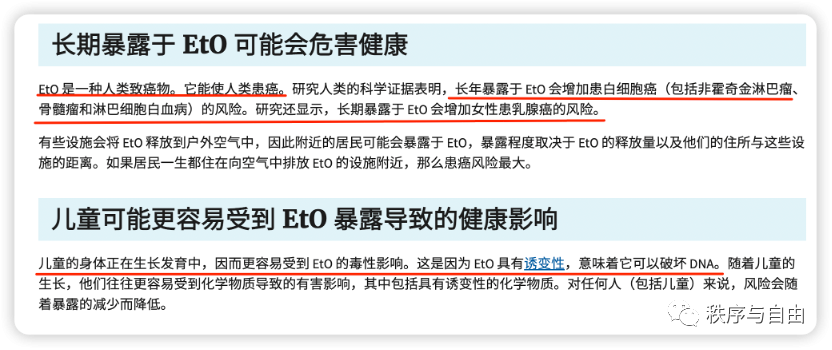 长期暴露于 EtO 可能会危害健康
EtO 是一种人类致癌物。它能使人类患癌。研究人类的科学证据表明，长年暴露于 EtO 会增加患白细胞癌（包括非霍奇金淋巴瘤、
骨髓瘤和淋巴细胞白血病）的风险。研究还显示，长期暴露于 EtO 会增加女性患乳腺癌的风险。
有些设施会将 EtO 释放到户外空气中，因此附近的居民可能会暴露于 EtO，暴露程度取决于 EtO 的释放量以及他们的住所与这些设
施的距离。如果居民一生都住在向空气中排放 EtO 的设施附近，那么患癌风险最大。
儿童可能更容易受到 EtO 暴露导致的健康影响
儿童的身体正在生长发育中，因而更容易受到 EtO 的毒性影响。这是因为 EtO 具有诱变性，意味着它可以破坏 DNA。随着儿童的
生长，他们往往更容易受到化学物质导致的有害影响，其中包括具有诱变性的化学物质。对任何人（包括儿童）来说，风险会随
着暴露的减少而降低。
秩序与自由